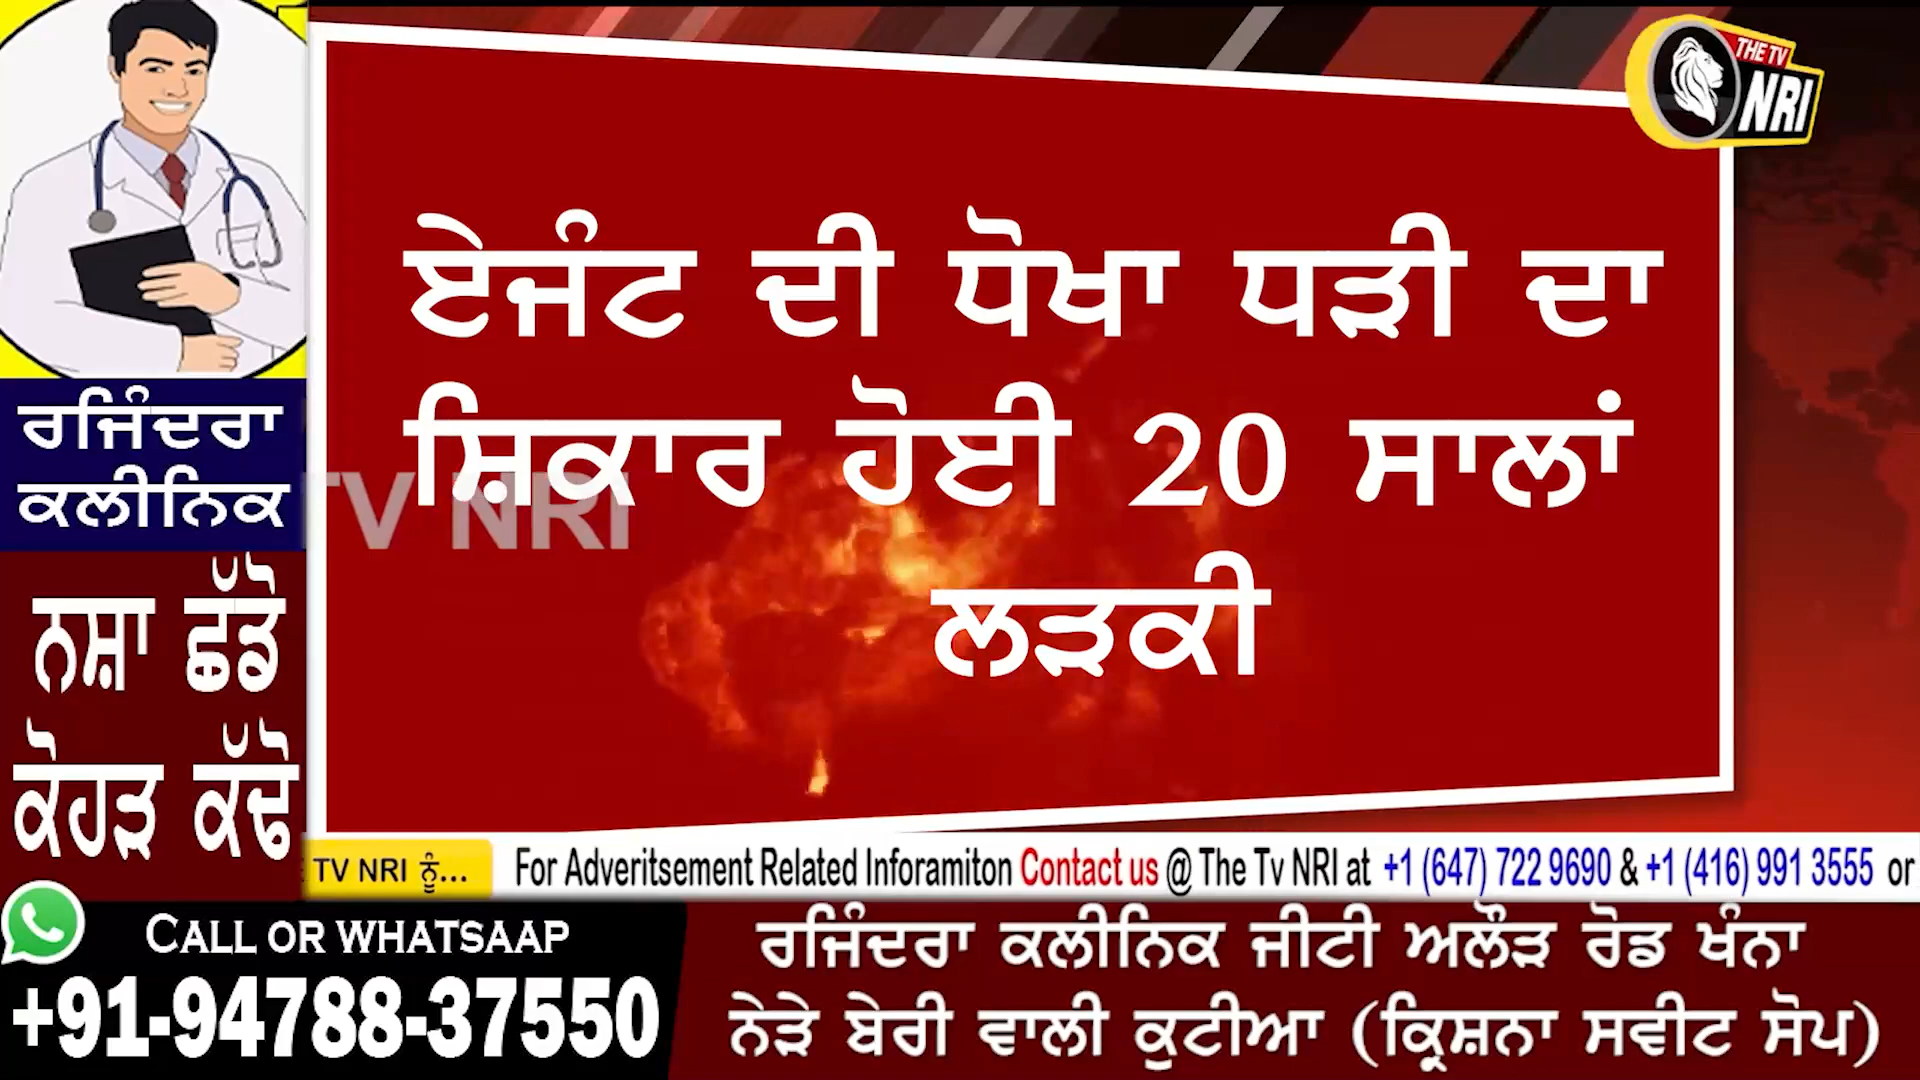 THE TV
NRI
ਏਜੰਟ ਦੀ ਧੋਖਾ ਧੜੀ ਦਾ
ਸ਼ਿਕਾਰ ਹੋਈ 20 ਸਾਲਾਂ
ਲੜਕੀ
TV NRI
ਰਜਿੰਦਰਾ
ਕਲੀਨਿਕ
ਨਸ਼ਾ ਛੱਡੋ
ਕੋਹੜ ਕੱਢੋ
TV NRI ਨੂੰ...
For Adveritsement Related Inforamiton Contact us @ The Tv NRI at +1 (647) 722 9690 & +1 (416) 991 3555 or
CALL OR WHATSAAP
+91-94788-37550
ਰਜਿੰਦਰਾ ਕਲੀਨਿਕ ਜੀਟੀ ਅਲੌੜ ਰੋਡ ਖੰਨਾ
ਨੇੜੇ ਬੇਰੀ ਵਾਲੀ ਕੁਟੀਆ (ਕ੍ਰਿਸ਼ਨਾ ਸਵੀਟ ਸੋਪ)